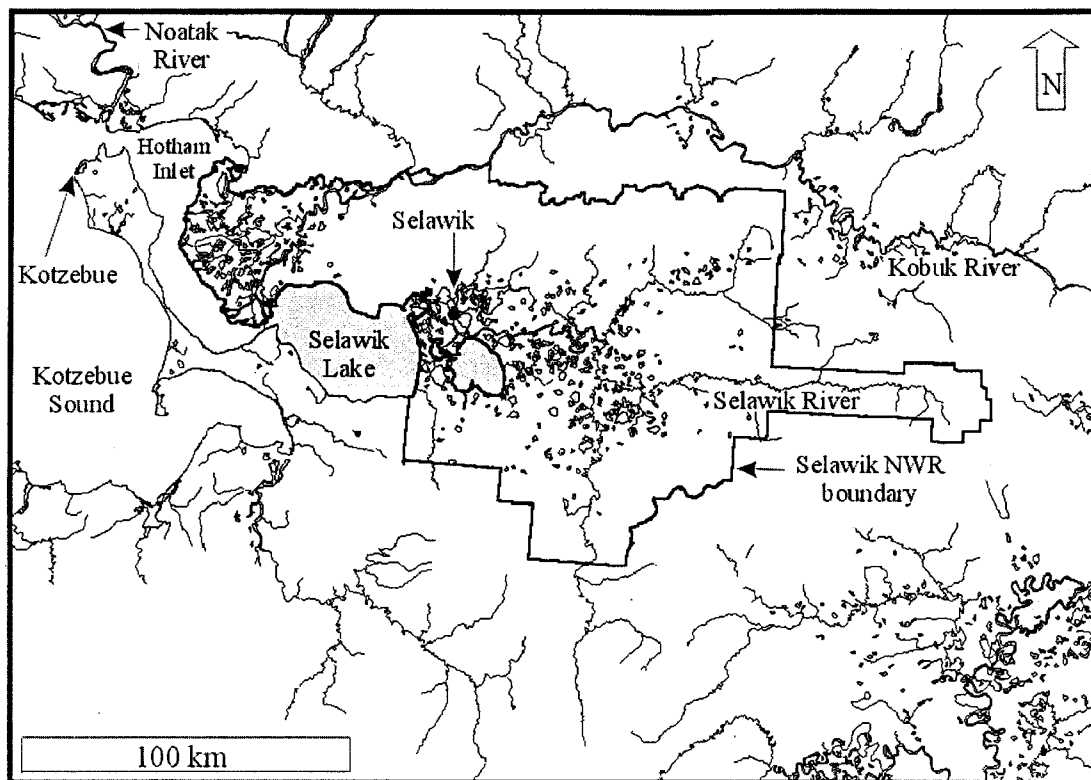 Noatak
River
N
Hotham
Inlet
Selawik
Kotzebue
Kobuk River
Selawik
Lake
Kotzebue
Sound
Selawik River
Selawik NWR
boundary
100 km